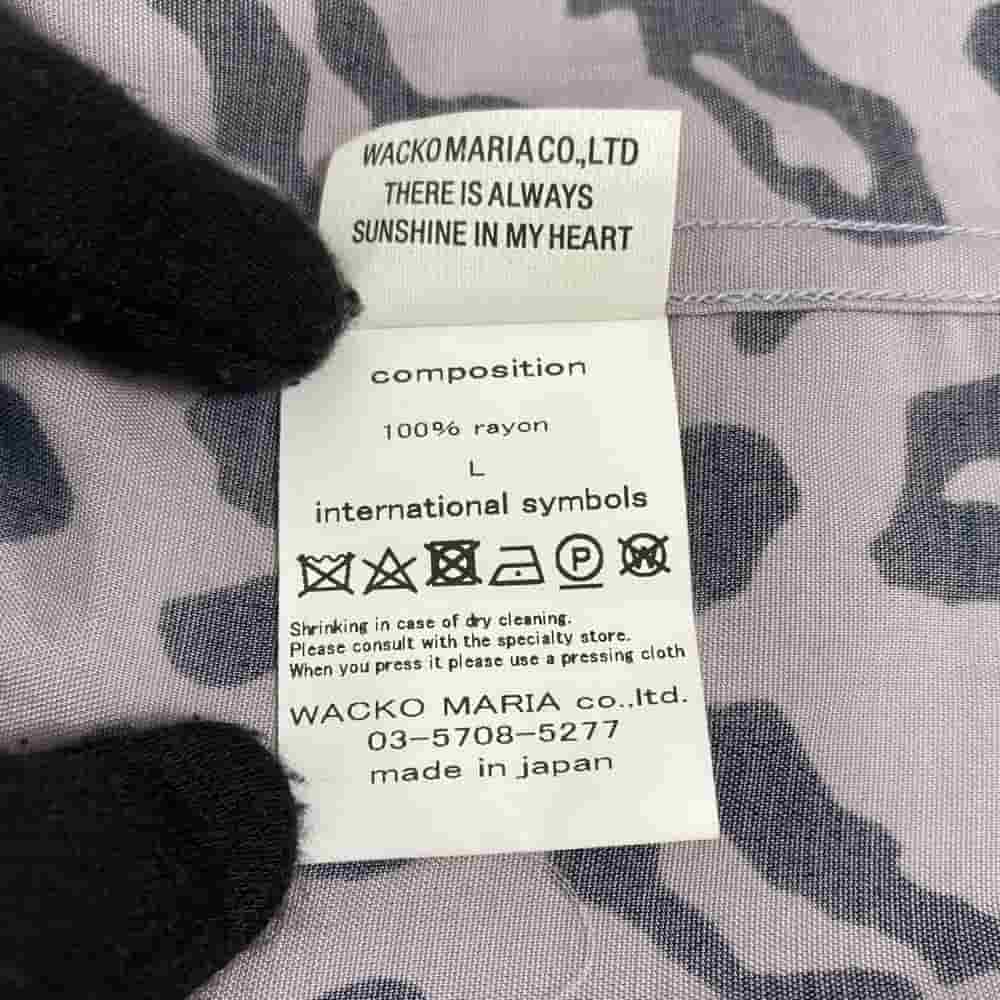 WACKO MARIA CO.,LTD
THERE IS ALWAYS
SUNSHINE IN MY HEART
composition
100% rayon
L
international symbols
P W
Shrinking in case of dry cleaning.
Please consult with the specialty store.
When you press it please use a pressing cloth
WACKO MARIA co.,ltd.
03-5708-5277
made in japan